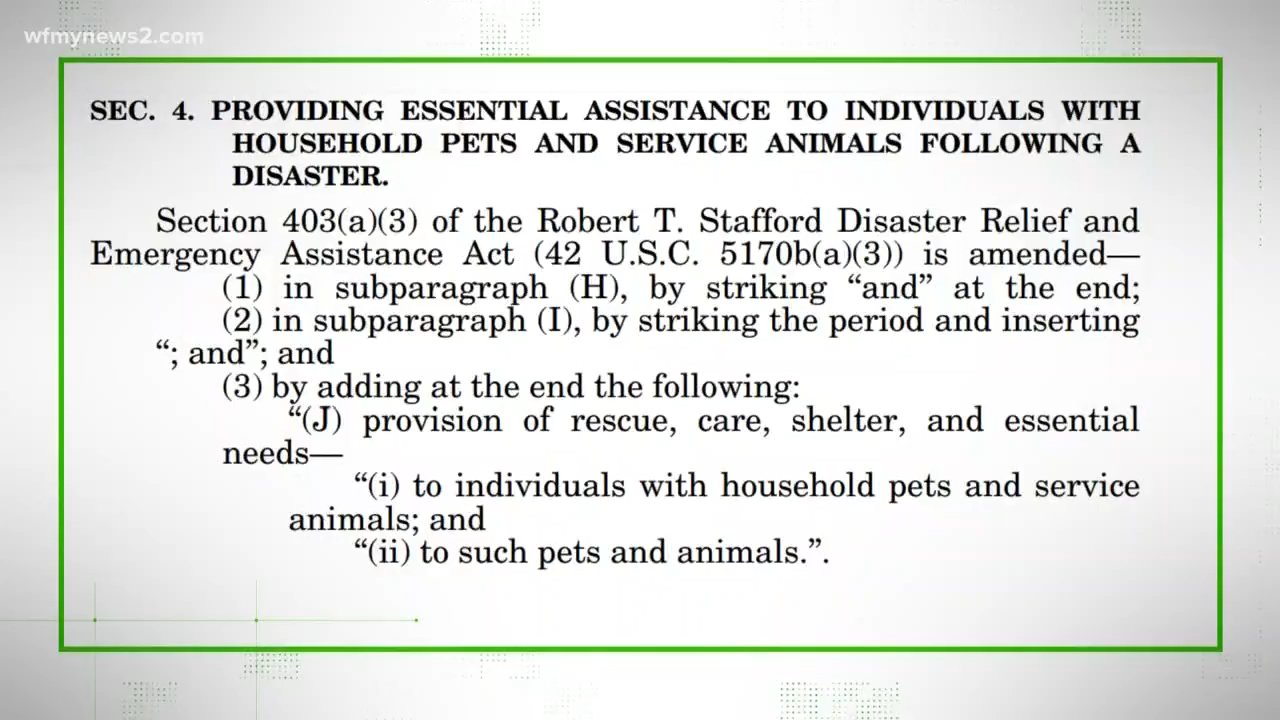 wfmynews2.com
SEC. 4. PROVIDING ESSENTIAL ASSISTANCE TO INDIVIDUALS WITH
HOUSEHOLD PETS AND SERVICE ANIMALS FOLLOWING A
DISASTER.
Section 403(a)(3) of the Robert T. Stafford Disaster Relief and
Emergency Assistance Act (42 U.S.C. 5170b(a)(3)) is amended—
(1) in subparagraph (H), by striking “and” at the end;
(2) in subparagraph (I), by striking the period and inserting
“; and”; and
(3) by adding at the end the following:
“(J) provision of rescue, care, shelter, and essential
needs—
“(i) to individuals with household pets and service
animals; and
“(ii) to such pets and animals.”.